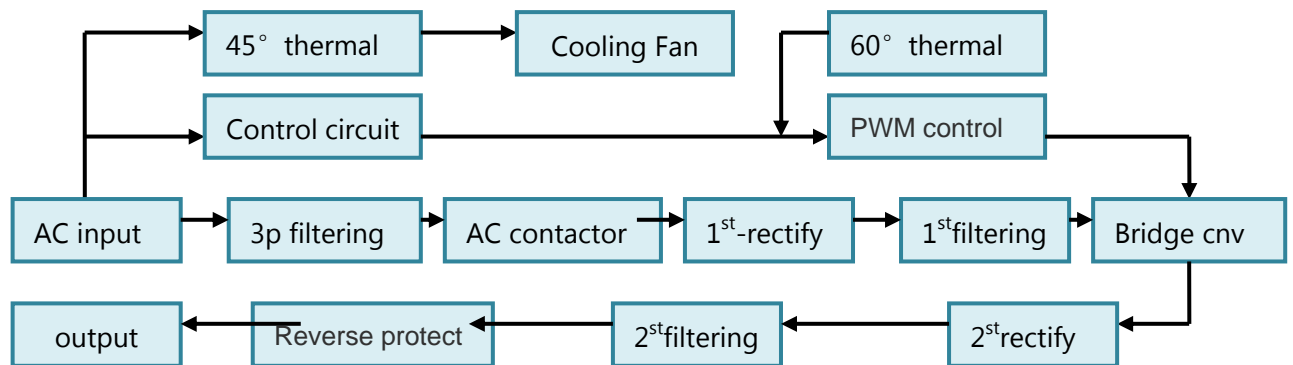 45° thermal
Cooling Fan
60° thermal
Control circuit
PWM control
AC input
3p filtering
AC contactor
1st-rectify
1stfiltering
Bridge cnv
output
Reverse protect
2stfiltering
2strectify